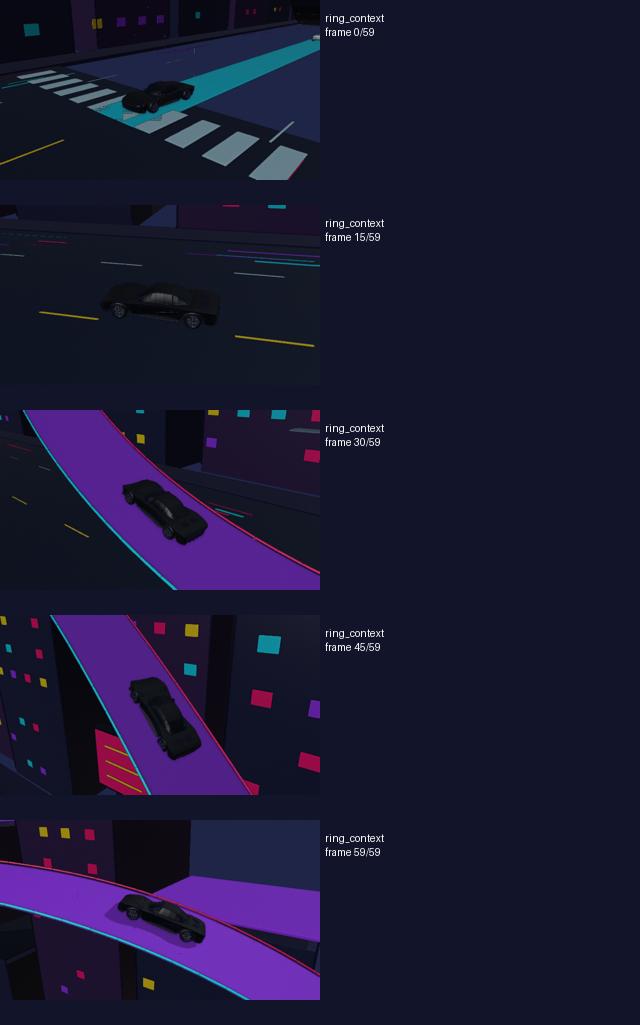 ring_context
frame 0/59
ring_context
frame 15/59
ring_context
frame 30/59
ring_context
frame 45/59
ring_context
frame 59/59